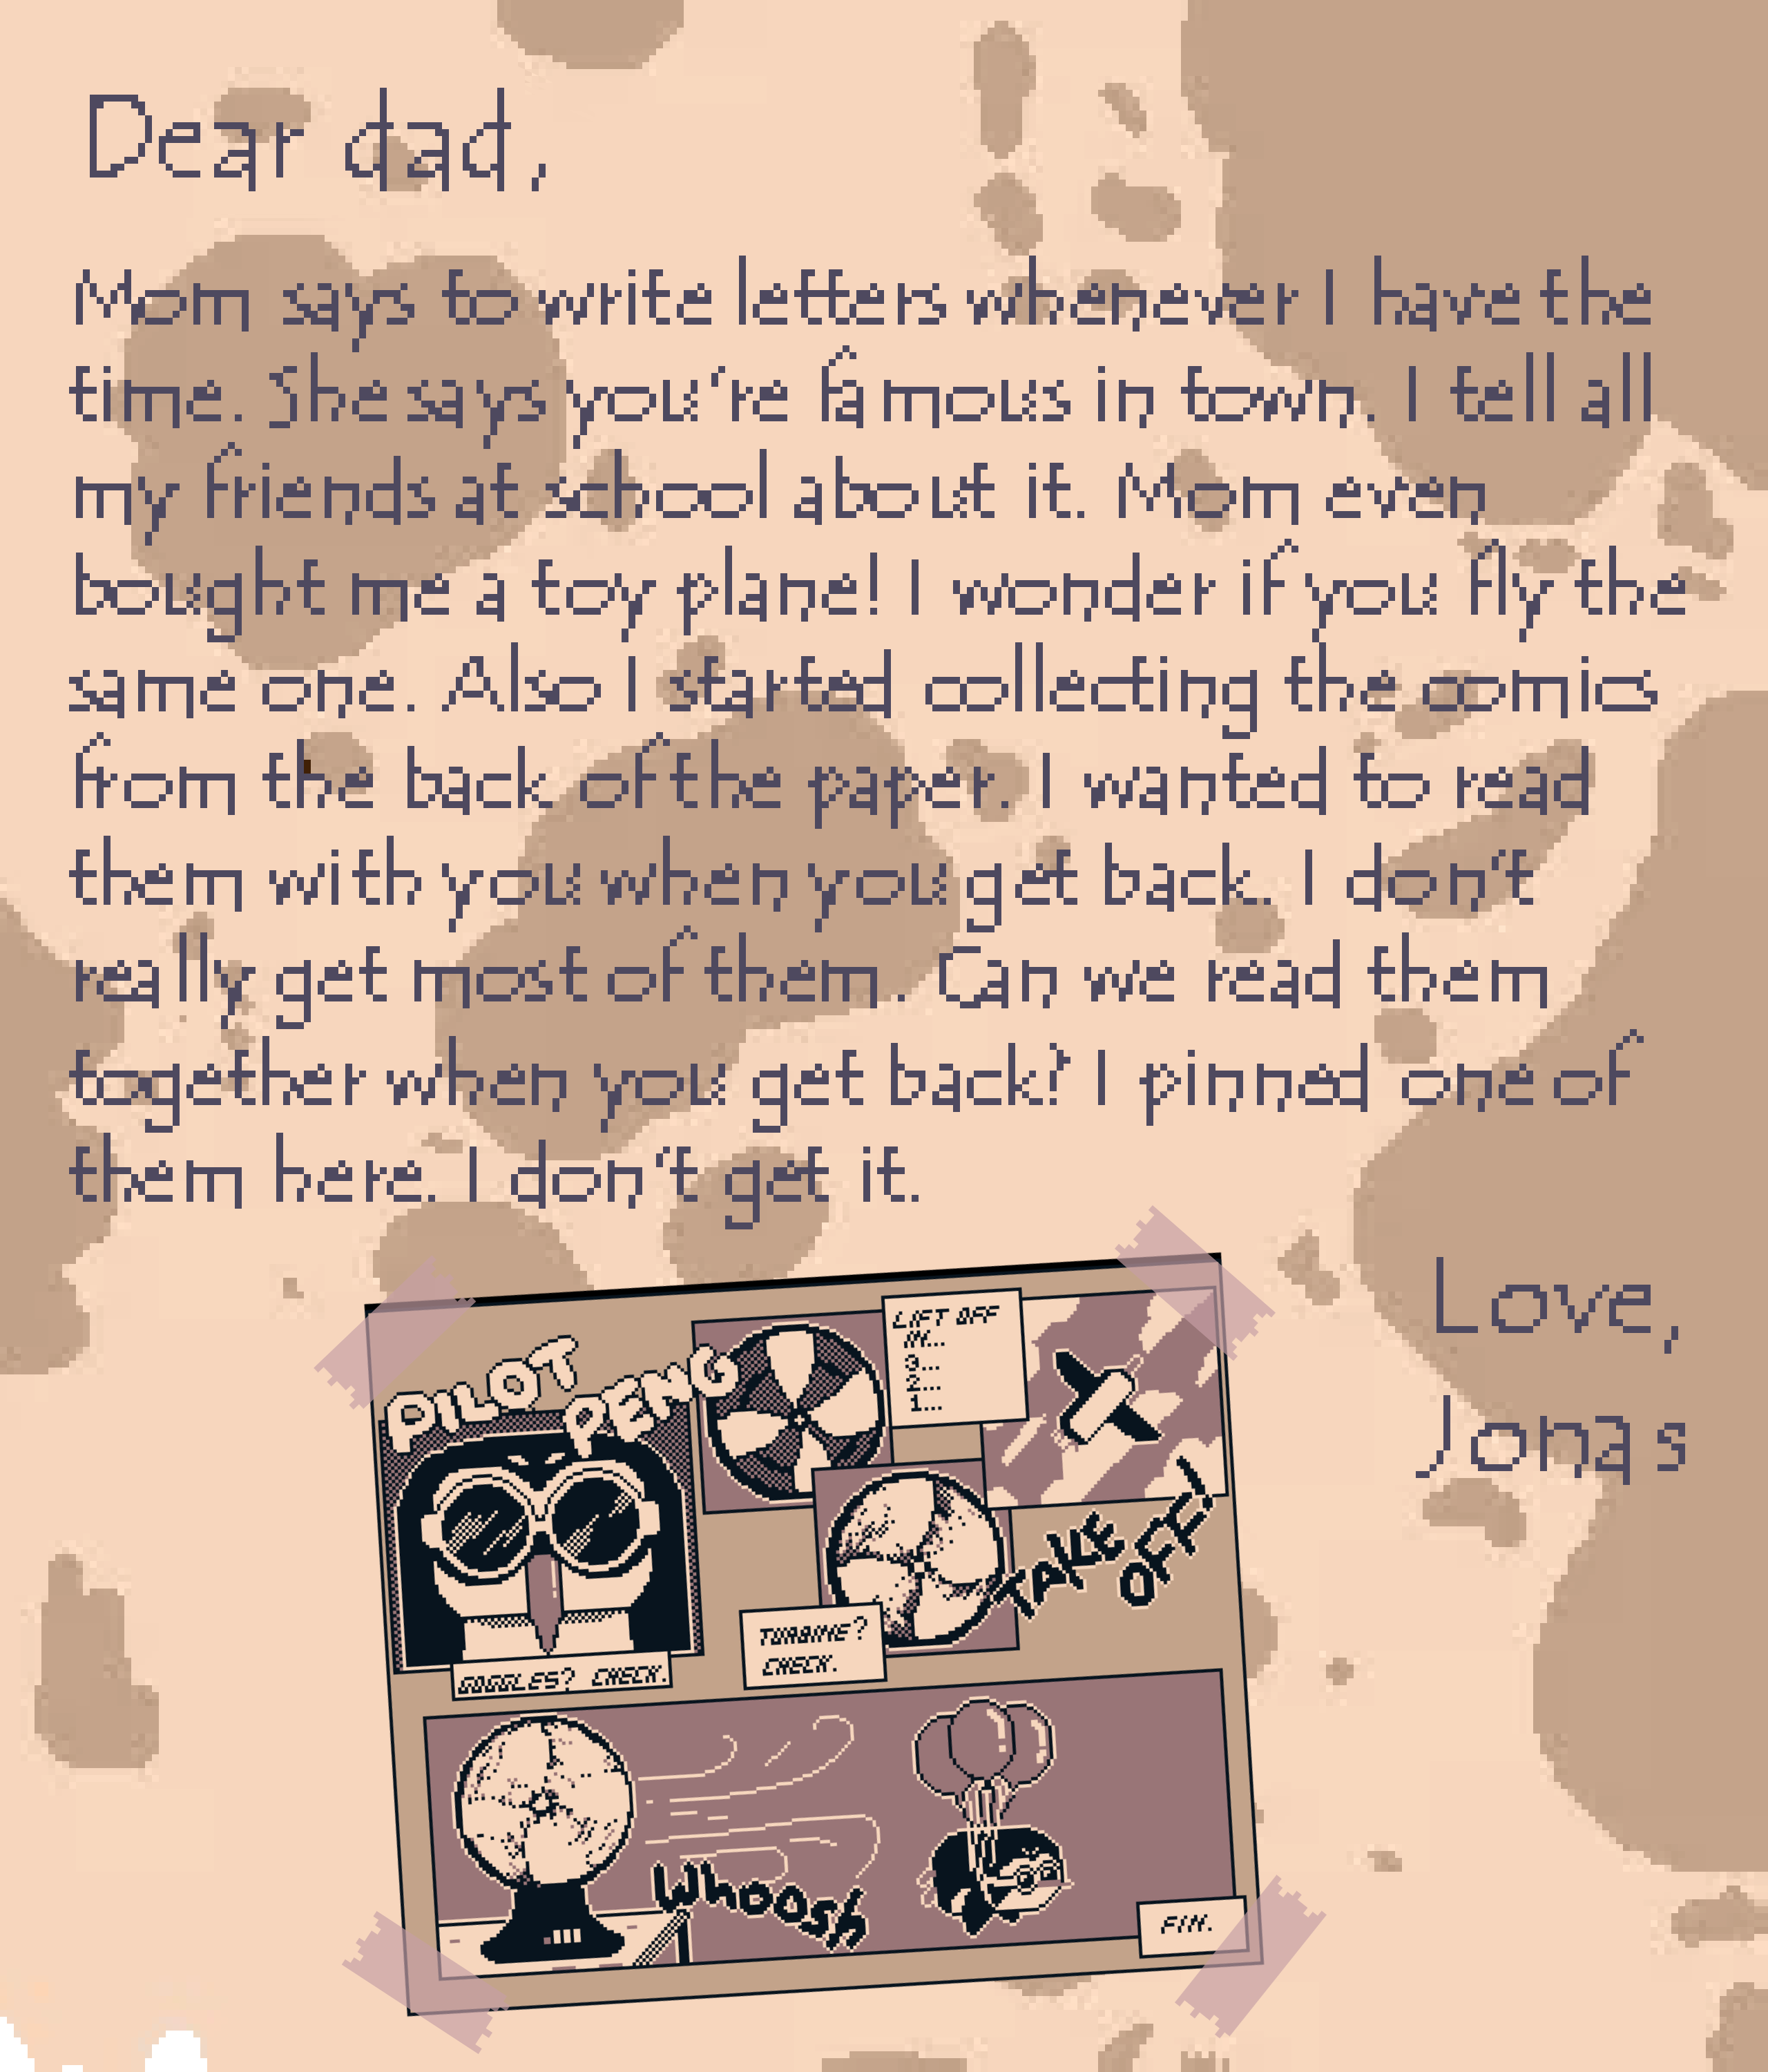 Dear dad,
Mom says to write letters whenever I have the
time. She says you're famous in town. I tell all
my friends at school about it. Mom even
bought me a toy plane! I wonder if you fly the
same one. Also I started collecting the comics
from the back of the paper. I wanted to read
them with you when you get back. I don't
really get most of them. Can we read them
together when you get back? I pinned one of
them here. I don't get it.
Love,
Jonas
PILOT
PENG
GOGGLES? CHECK.
TURBINE?
CHECK.
LIFT OFF
IN...
3...
2...
1...
TAKE
OFF!
Whoosh
FIN.